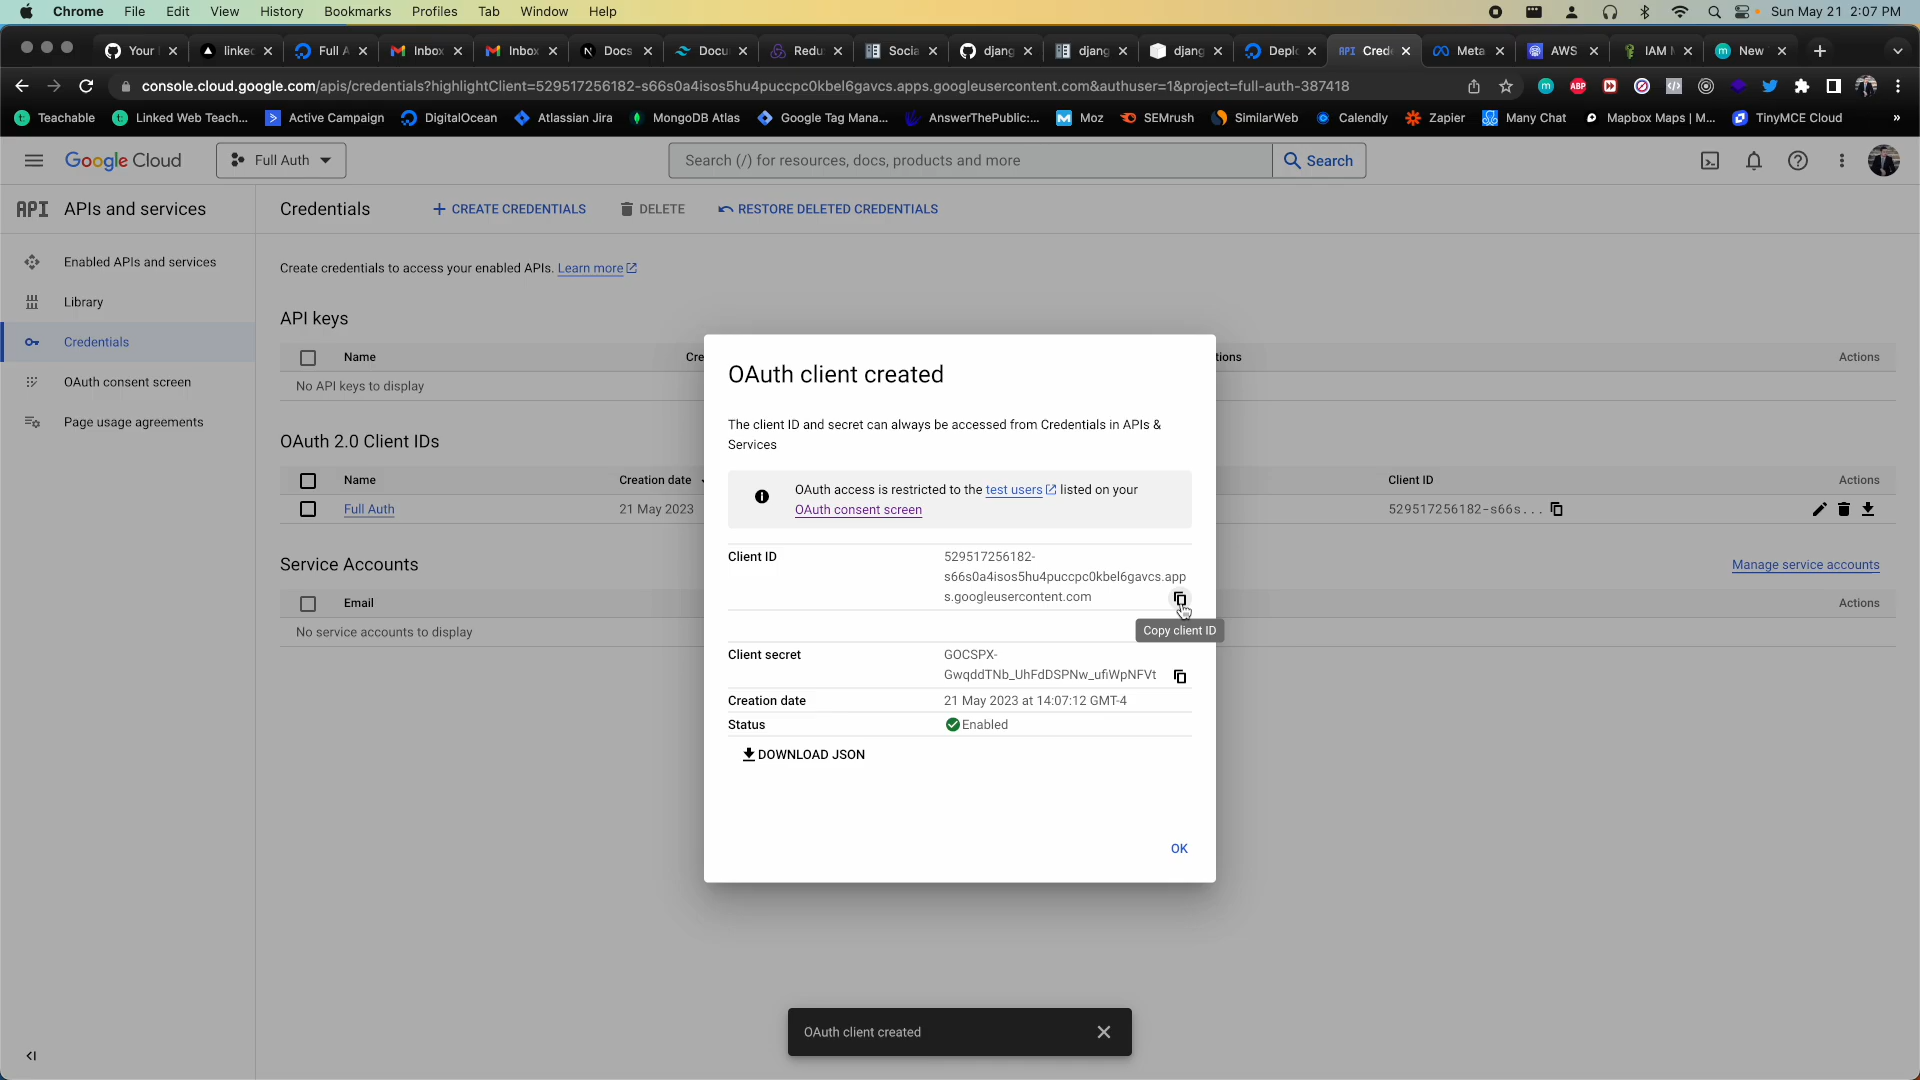 Chrome File Edit View History Bookmarks Profiles Tab Window Help Sun May 21 2:07 PM
Your linked Full A Inbox Inbox Docs Docu Redu Socia djang djang djang Deplo API Crede Meta AWS IAM New
console.cloud.google.com/apis/credentials?highlightClient=529517256182-s66s0a4isos5hu4puccpc0kbel6gavcs.apps.googleusercontent.com&authuser=1&project=full-auth-387418
Teachable Linked Web Teach... Active Campaign DigitalOcean Atlassian Jira MongoDB Atlas Google Tag Mana... AnswerThePublic:... Moz SEMrush SimilarWeb Calendly Zapier Many Chat Mapbox Maps | M... TinyMCE Cloud »
Google Cloud Full Auth Search (/) for resources, docs, products and more Search
API APIs and services
Credentials + CREATE CREDENTIALS DELETE RESTORE DELETED CREDENTIALS
Enabled APIs and services
Library
Credentials
OAuth consent screen
Page usage agreements
Create credentials to access your enabled APIs. Learn more
API keys
Name Cre tions Actions
No API keys to display
OAuth 2.0 Client IDs
Name Creation date Client ID Actions
Full Auth 21 May 2023 529517256182-s66s...
Service Accounts Manage service accounts
Email Actions
No service accounts to display
OAuth client created
The client ID and secret can always be accessed from Credentials in APIs &
Services
OAuth access is restricted to the test users listed on your
OAuth consent screen
Client ID 529517256182-
s66s0a4isos5hu4puccpc0kbel6gavcs.app
s.googleusercontent.com
Copy client ID
Client secret GOCSPX-
GwqddTNb_UhFdDSPNw_ufiWpNFVt
Creation date 21 May 2023 at 14:07:12 GMT-4
Status Enabled
DOWNLOAD JSON
OK
OAuth client created